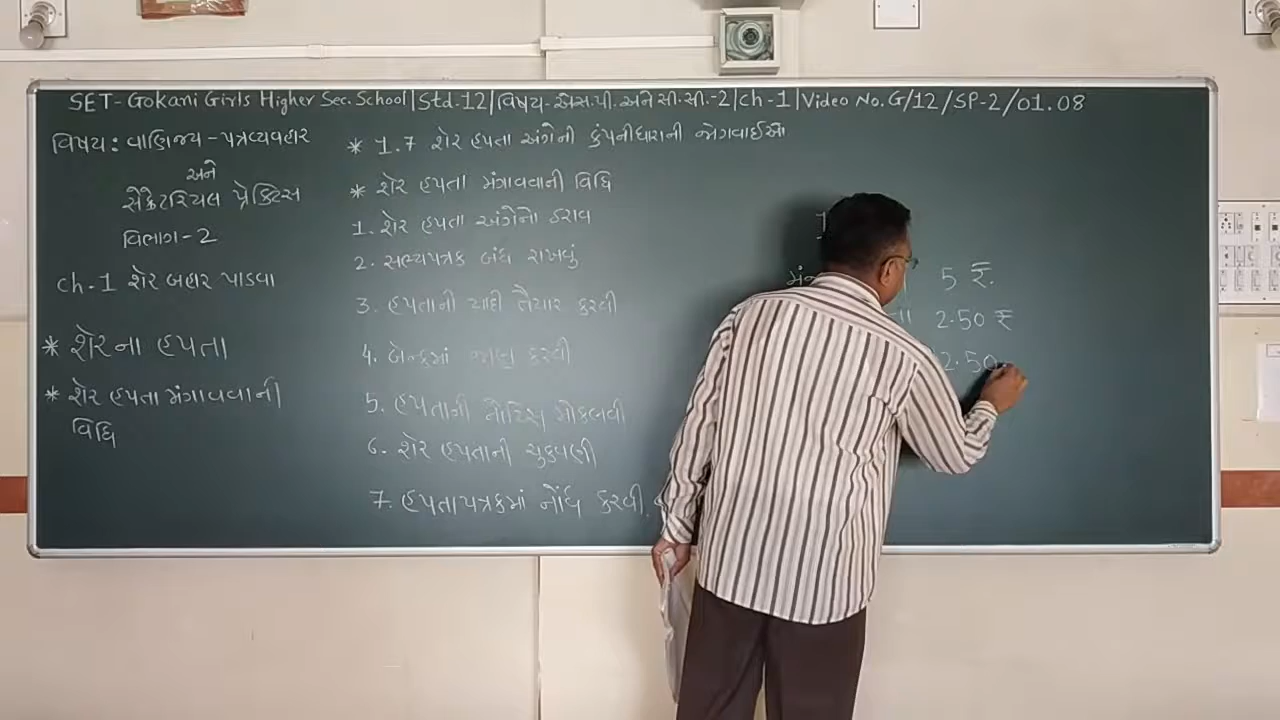 SET-Gokani Girls Higher Sec. School | Std.12 | વિષય-એસ.પી. અને સી.સી.-2 | Ch-1 | Video No. G/12/SP-2/01.08
વિષય: વાણિજ્ય-પત્રવ્યવહાર
અને
સેક્રેટરિયલ પ્રેક્ટિસ
વિભાગ-2
ch.1 શેર બહાર પાડવા
* શેરના હપતા
* શેર હપતા મંગાવવાની
વિધિ
* 1.7 શેર હપતા અંગેની કંપનીધારાની જોગવાઈઓ
* શેર હપતા મંગાવવાની વિધિ
1. શેર હપતા અંગેનો ઠરાવ
2. સભ્યપત્રક બંધ રાખવું
3. હપતાની યાદી તૈયાર કરવી
4. બેન્કમાં જાણ કરવી
5. હપતાની નોટિસ મોકલવી
6. શેર હપતાની ચુકવણી
7. હપતાપત્રકમાં નોંધ કરવી.
5 ₹.
2.50 ₹
2.50